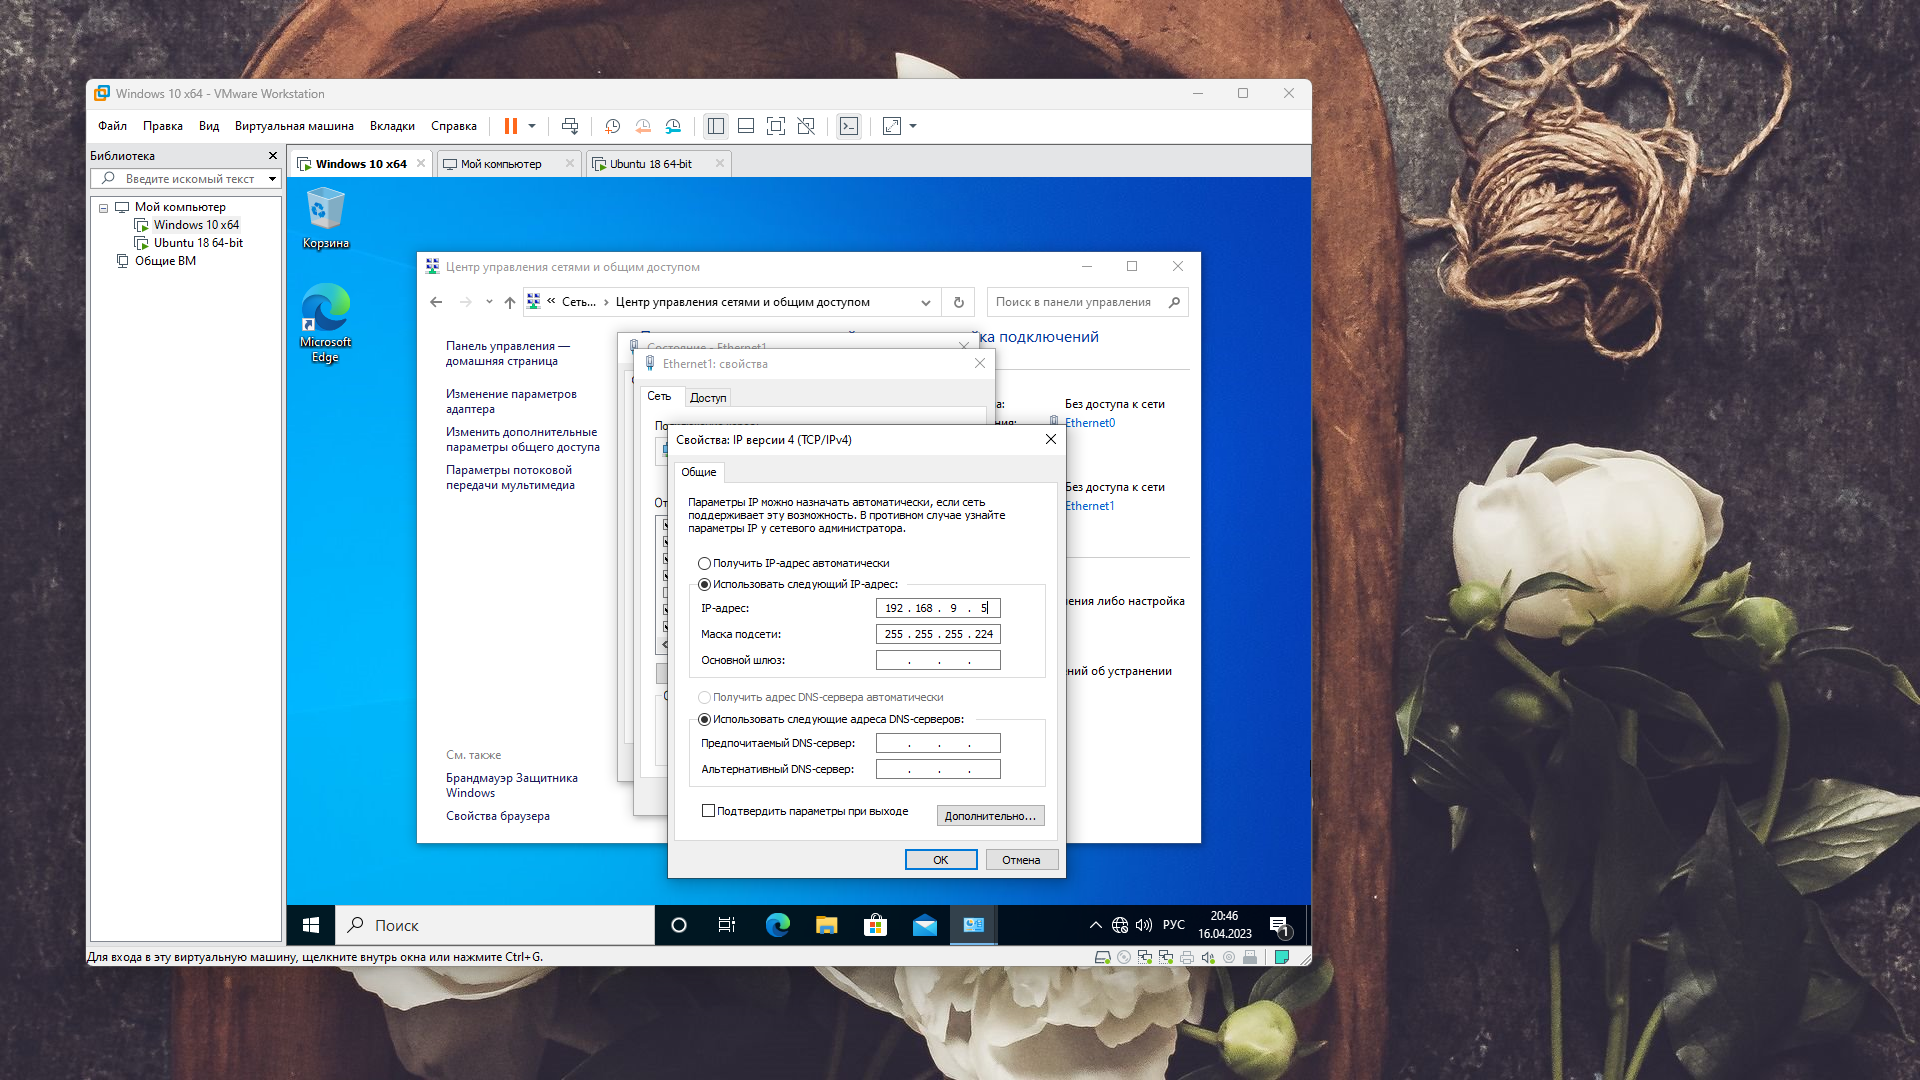 Windows 10 x64 - VMware Workstation
Файл Правка Вид Виртуальная машина Вкладки Справка
Библиотека
Введите искомый текст
Мой компьютер
Windows 10 x64
Ubuntu 18 64-bit
Общие ВМ
Windows 10 x64
Мой компьютер
Ubuntu 18 64-bit
Корзина
Microsoft
Edge
Центр управления сетями и общим доступом
« Сеть... › Центр управления сетями и общим доступом
Поиск в панели управления
Панель управления —
домашняя страница
Изменение параметров
адаптера
Изменить дополнительные
параметры общего доступа
Параметры потоковой
передачи мультимедиа
См. также
Брандмауэр Защитника
Windows
Свойства браузера
ка подключений
а:
Без доступа к сети
ния:
Ethernet0
Без доступа к сети
Ethernet1
ения либо настройка
ний об устранении
Состояние - Ethernet1
Ethernet1: свойства
Сеть Доступ
От
Свойства: IP версии 4 (TCP/IPv4)
Общие
Параметры IP можно назначать автоматически, если сеть
поддерживает эту возможность. В противном случае узнайте
параметры IP у сетевого администратора.
Получить IP-адрес автоматически
Использовать следующий IP-адрес:
IP-адрес: 192 . 168 . 9 . 5
Маска подсети: 255 . 255 . 255 . 224
Основной шлюз: . . .
Получить адрес DNS-сервера автоматически
Использовать следующие адреса DNS-серверов:
Предпочитаемый DNS-сервер: . . .
Альтернативный DNS-сервер: . . .
Подтвердить параметры при выходе
Дополнительно...
ОК Отмена
Поиск
РУС
20:46
16.04.2023
1
Для входа в эту виртуальную машину, щелкните внутрь окна или нажмите Ctrl+G.